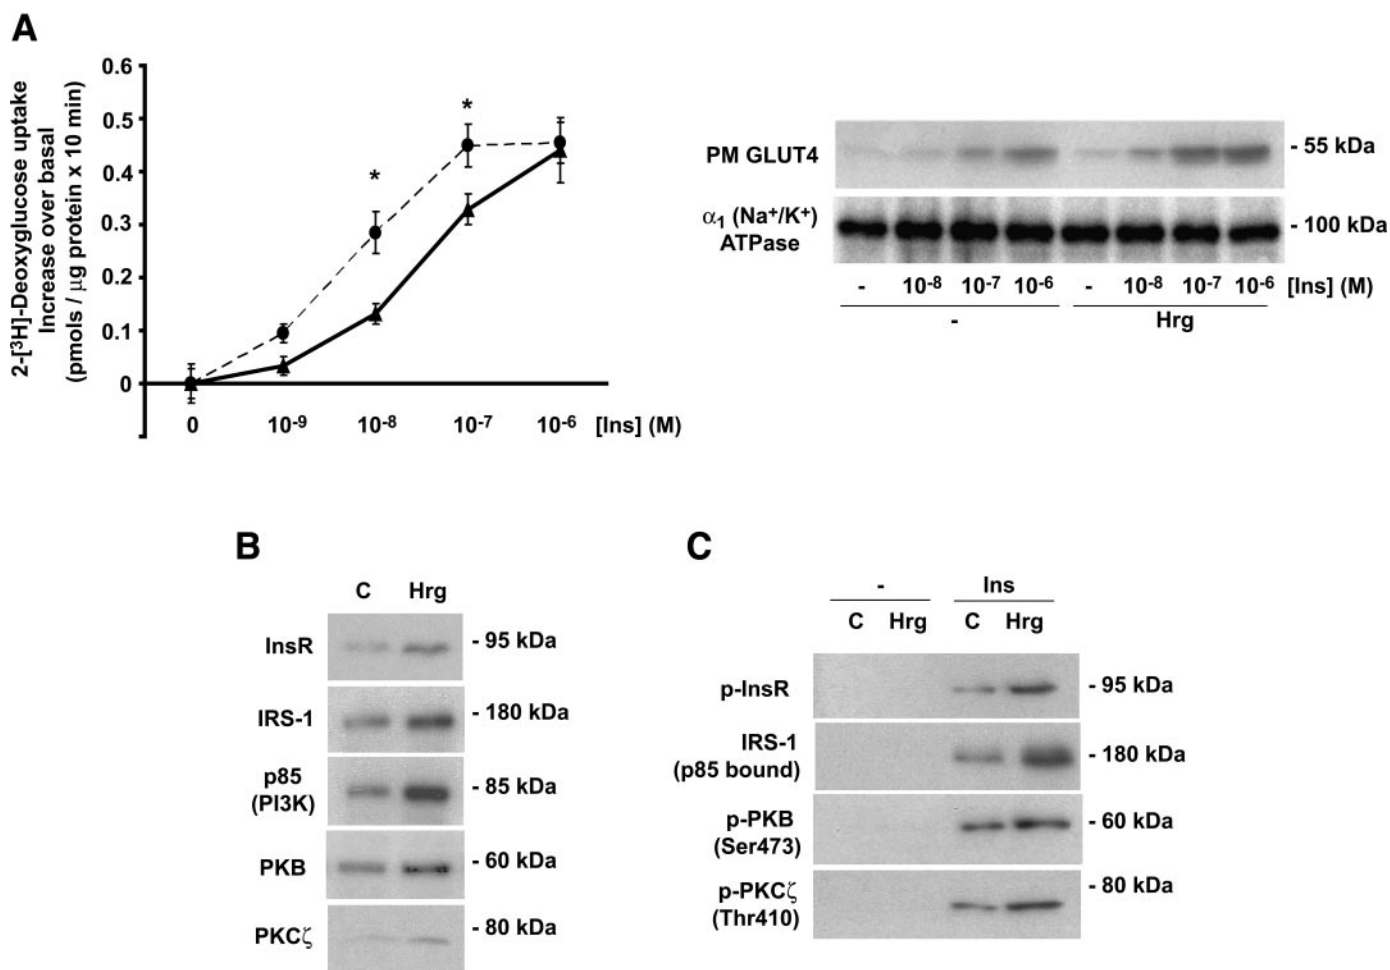 A
2-[³H]-Deoxyglucose uptake
Increase over basal
(pmols / μg protein x 10 min)
0.6
0.5
0.4
0.3
0.2
0.1
0
*
*
0 10⁻⁹ 10⁻⁸ 10⁻⁷ 10⁻⁶ [Ins] (M)
PM GLUT4 - 55 kDa
α₁ (Na⁺/K⁺)
ATPase - 100 kDa
- 10⁻⁸ 10⁻⁷ 10⁻⁶ - 10⁻⁸ 10⁻⁷ 10⁻⁶ [Ins] (M)
- Hrg
B
C Hrg
InsR - 95 kDa
IRS-1 - 180 kDa
p85
(PI3K) - 85 kDa
PKB - 60 kDa
PKCζ - 80 kDa
C
- Ins
C Hrg C Hrg
p-InsR - 95 kDa
IRS-1
(p85 bound) - 180 kDa
p-PKB
(Ser473) - 60 kDa
p-PKCζ
(Thr410) - 80 kDa